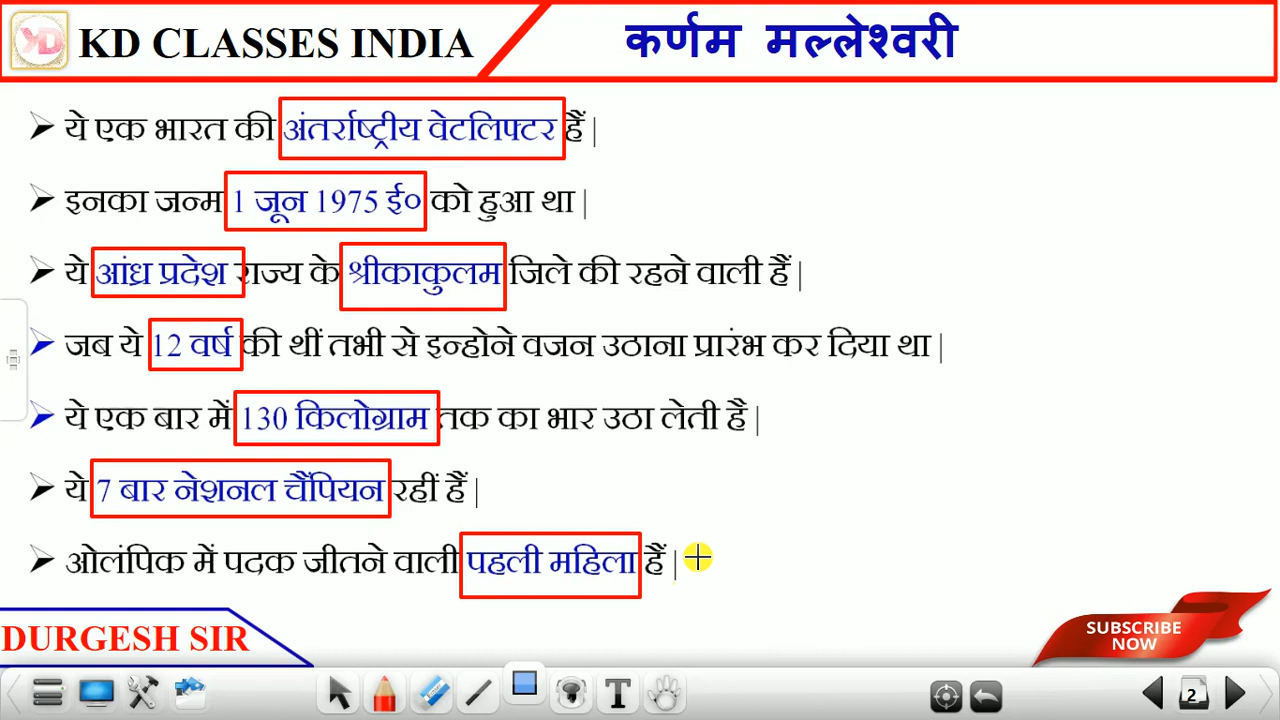 KD CLASSES INDIA
कर्णम मल्लेश्वरी
ये एक भारत की अंतर्राष्ट्रीय वेटलिफ्टर हैं |
इनका जन्म 1 जून 1975 ई० को हुआ था |
ये आंध्र प्रदेश राज्य के श्रीकाकुलम जिले की रहने वाली हैं |
जब ये 12 वर्ष की थीं तभी से इन्होने वजन उठाना प्रारंभ कर दिया था |
ये एक बार में 130 किलोग्राम तक का भार उठा लेती है |
ये 7 बार नेशनल चैंपियन रहीं हैं |
ओलंपिक में पदक जीतने वाली पहली महिला हैं |
DURGESH SIR
SUBSCRIBE
NOW
T
2